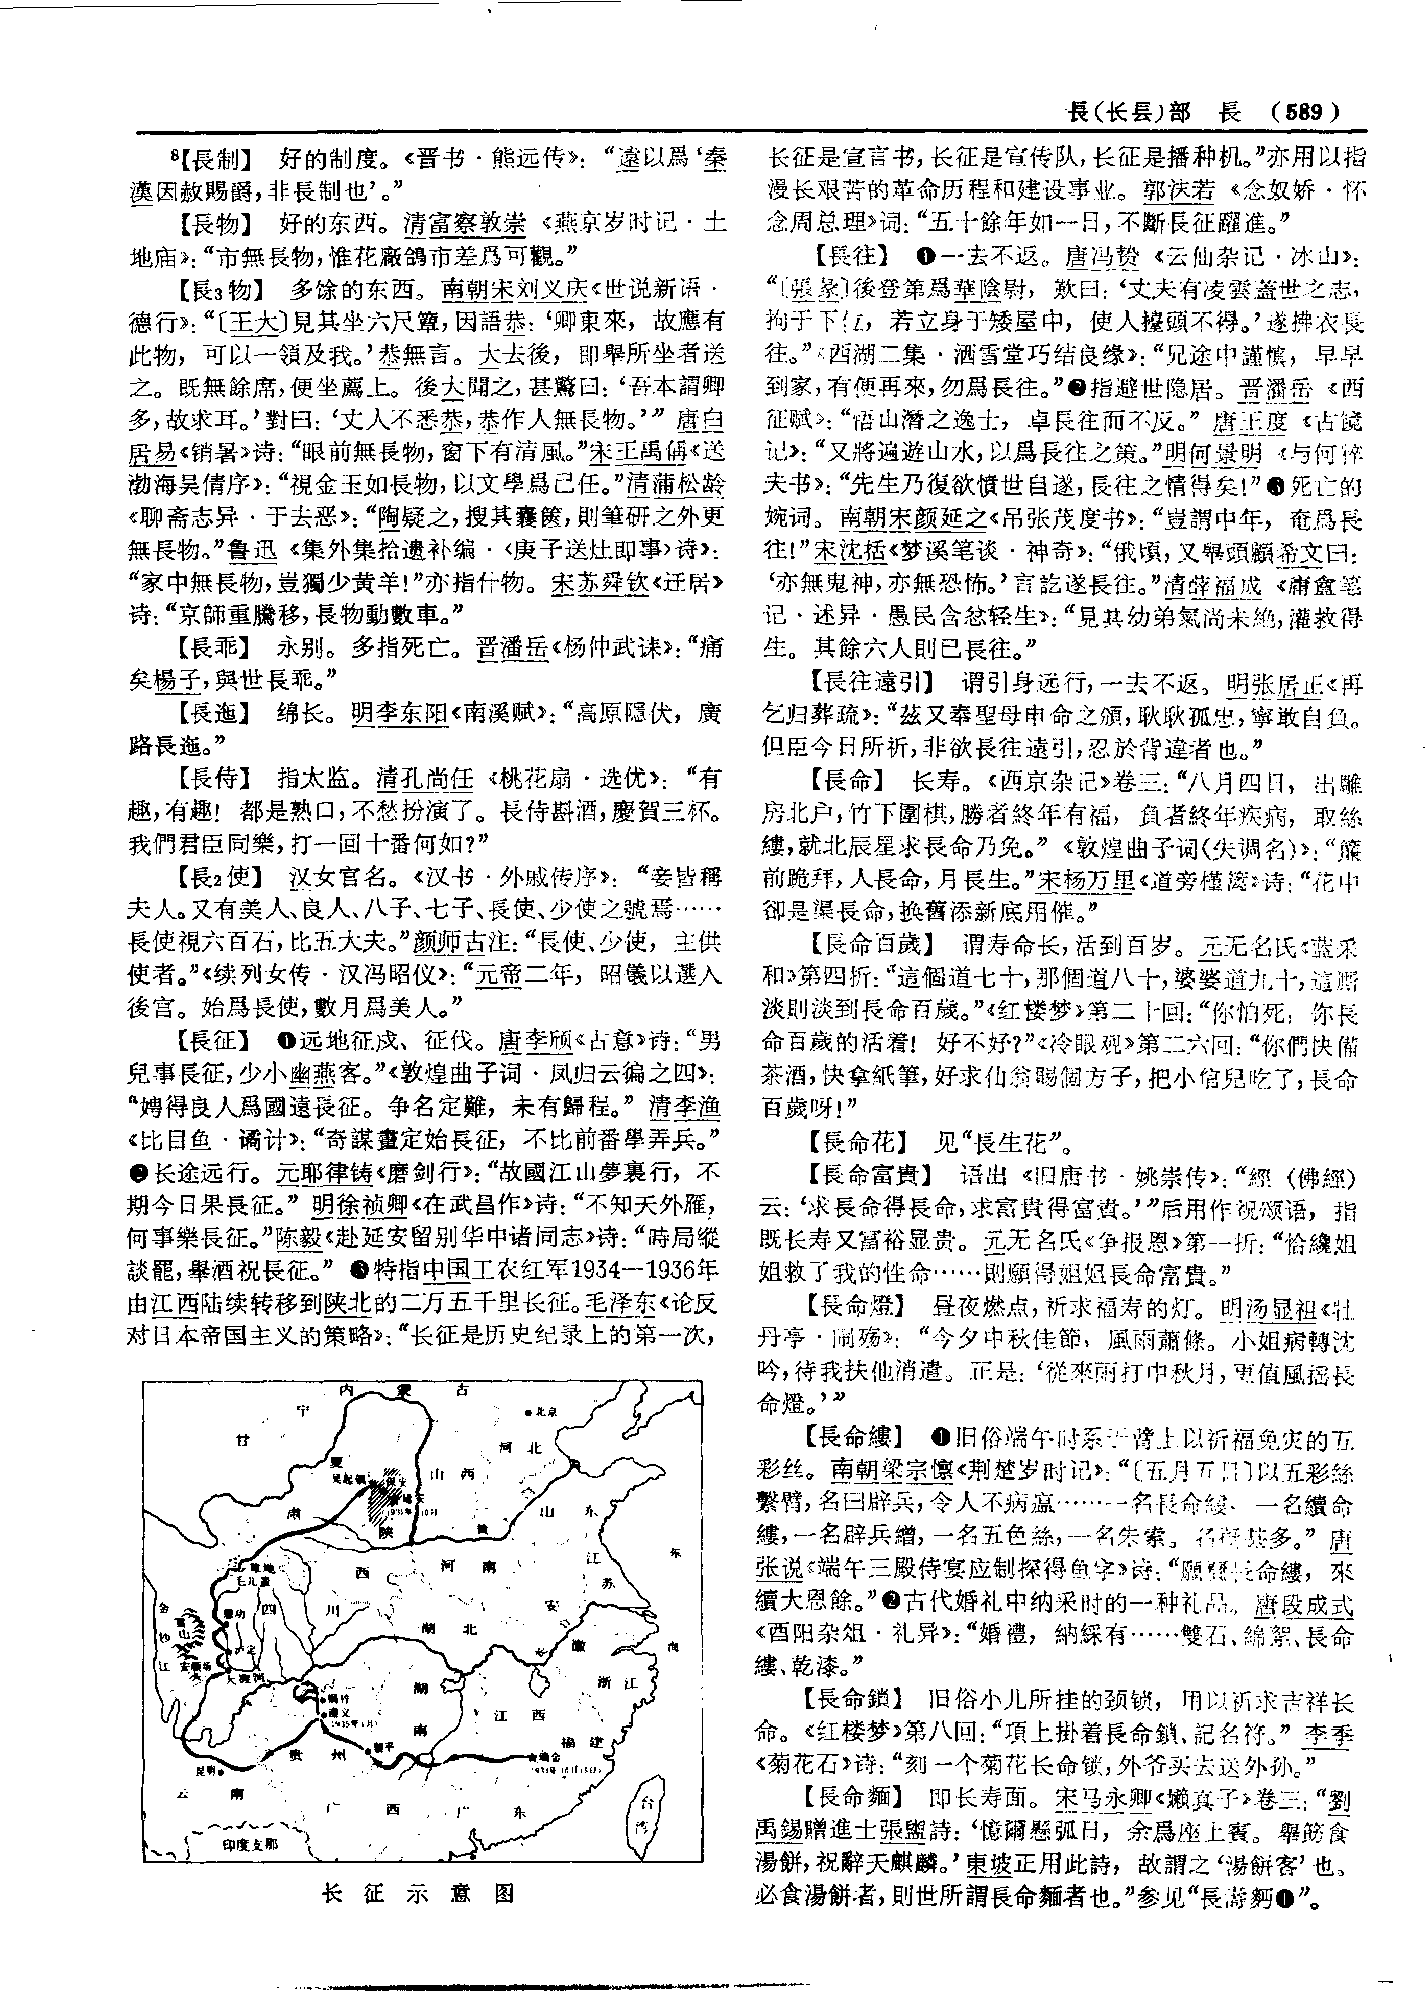 長(长镸)部　長　(589)
⁸【長制】　好的制度。《晋书·熊远传》：“遠以爲‘秦
漢因赦賜爵，非長制也’。”
【長物】　好的东西。清富察敦崇《燕京岁时记·土
地庙》：“市無長物，惟花廠鴿市差爲可觀。”
【長₃物】　多馀的东西。南朝宋刘义庆《世说新语·
德行》：“〔王大〕見其坐六尺簟，因語恭：‘卿東來，故應有
此物，可以一領及我。’恭無言。大去後，即舉所坐者送
之。既無餘席，便坐薦上。後大聞之，甚驚曰：‘吾本謂卿
多，故求耳。’對曰：‘丈人不悉恭，恭作人無長物。’”唐白
居易《销暑》诗：“眼前無長物，窗下有清風。”宋王禹偁《送
渤海吴倩序》：“視金玉如長物，以文學爲己任。”清蒲松龄
《聊斋志异·于去恶》：“陶疑之，搜其囊篋，則筆研之外更
無長物。”鲁迅《集外集拾遗补编·〈庚子送灶即事〉诗》：
“家中無長物，豈獨少黄羊！”亦指什物。宋苏舜钦《迁居》
诗：“京師重騰移，長物動數車。”
【長乖】　永别。多指死亡。晋潘岳《杨仲武诔》：“痛
矣楊子，與世長乖。”
【長迤】　绵长。明李东阳《南溪赋》：“高原隱伏，廣
路長迤。”
【長侍】　指太监。清孔尚任《桃花扇·选优》：“有
趣，有趣！都是熟口，不愁扮演了。長侍斟酒，慶賀三杯。
我們君臣同樂，打一回十番何如？”
【長₂使】　汉女官名。《汉书·外戚传序》：“妾皆稱
夫人。又有美人、良人、八子、七子、長使、少使之號焉……
長使視六百石，比五大夫。”颜师古注：“長使、少使，主供
使者。”《续列女传·汉冯昭仪》：“元帝二年，昭儀以選入
後宫。始爲長使，數月爲美人。”
【長征】　❶远地征戍、征伐。唐李颀《古意》诗：“男
兒事長征，少小幽燕客。”《敦煌曲子词·凤归云徧之四》：
“娉得良人爲國遠長征。争名定難，未有歸程。”清李渔
《比目鱼·谲计》：“奇謀畫定始長征，不比前番學弄兵。”
❷长途远行。元耶律铸《磨剑行》：“故國江山夢裏行，不
期今日果長征。”明徐祯卿《在武昌作》诗：“不知天外雁，
何事樂長征。”陈毅《赴延安留别华中诸同志》诗：“時局縱
談罷，舉酒祝長征。”❸特指中国工农红军1934—1936年
由江西陆续转移到陕北的二万五千里长征。毛泽东《论反
对日本帝国主义的策略》：“长征是历史纪录上的第一次，
内　蒙　古
宁
北京
甘
河　北
夏
山　西
肃
陕
山　东
西
河　南
江
苏
东
安
徽
四
川
湖　北
金
沙
江
海
浙　江
湖
南
江　西
遵义
贵　州
福　建
昆明
云　南
广　西
广　东
台
湾
印度支那
长征示意图
长征是宣言书，长征是宣传队，长征是播种机。”亦用以指
漫长艰苦的革命历程和建设事业。郭沫若《念奴娇·怀
念周总理》词：“五十餘年如一日，不斷長征躍進。”
【長往】　❶一去不返。唐冯贽《云仙杂记·冰山》：
“〔張彖〕後登第爲華陰尉，歎曰：‘丈夫有凌雲蓋世之志，
拘于下位，若立身于矮屋中，使人擡頭不得。’遂拂衣長
往。”《西湖二集·洒雪堂巧结良缘》：“兄途中謹慎，早早
到家，有便再來，勿爲長往。”❷指避世隐居。晋潘岳《西
征赋》：“悟山潛之逸士，卓長往而不反。”唐王度《古镜
记》：“又將遍遊山水，以爲長往之策。”明何景明《与何粹
夫书》：“先生乃復欲憤世自遂，長往之情得矣！”❸死亡的
婉词。南朝宋颜延之《吊张茂度书》：“豈謂中年，奄爲長
往！”宋沈括《梦溪笔谈·神奇》：“俄頃，又舉頭顧希文曰：
‘亦無鬼神，亦無恐怖。’言訖遂長往。”清薛福成《庸盦笔
记·述异·愚民含忿轻生》：“見其幼弟氣尚未絶，灌救得
生。其餘六人則已長往。”
【長往遠引】　谓引身远行，一去不返。明张居正《再
乞归葬疏》：“兹又奉聖母申命之頒，耿耿孤忠，寧敢自負。
但臣今日所祈，非欲長往遠引，忍於背違者也。”
【長命】　长寿。《西京杂记》卷三：“八月四日，出雕
房北户，竹下圍棋，勝者終年有福，負者終年疾病，取絲
縷，就北辰星求長命乃免。”《敦煌曲子词(失调名)》：“簾
前跪拜，人長命，月長生。”宋杨万里《道旁槿篱》诗：“花中
卻是渠長命，换舊添新底用催。”
【長命百歲】　谓寿命长，活到百岁。元无名氏《蓝采
和》第四折：“這個道七十，那個道八十，婆婆道九十，這廝
淡則淡到長命百歲。”《红楼梦》第二十回：“你怕死，你長
命百歲的活着！好不好？”《冷眼观》第二六回：“你們快備
茶酒，快拿紙筆，好求仙翁賜個方子，把小倌兒吃了，長命
百歲呀！”
【長命花】　见“長生花”。
【長命富貴】　语出《旧唐书·姚崇传》：“經（佛經）
云：‘求長命得長命，求富貴得富貴。’”后用作祝颂语，指
既长寿又富裕显贵。元无名氏《争报恩》第一折：“恰纔姐
姐救了我的性命……則願得姐姐長命富貴。”
【長命燈】　昼夜燃点，祈求福寿的灯。明汤显祖《牡
丹亭·闹殇》：“今夕中秋佳節，風雨蕭條。小姐病轉沈
吟，待我扶他消遣。正是：‘從來雨打中秋月，更值風摇長
命燈。’”
【長命縷】　❶旧俗端午时系于臂上以祈福免灾的五
彩丝。南朝梁宗懔《荆楚岁时记》：“〔五月五日〕以五彩絲
繫臂，名曰辟兵，令人不病瘟……一名長命縷，一名續命
縷，一名辟兵繒，一名五色絲，一名朱索。名擬甚多。”唐
张说《端午三殿侍宴应制探得鱼字》诗：“願賫長命縷，來
續大恩餘。”❷古代婚礼中纳采时的一种礼品。唐段成式
《酉阳杂俎·礼异》：“婚禮，納綵有……雙石、綿絮、長命
縷、乾漆。”
【長命鎖】　旧俗小儿所挂的颈锁，用以祈求吉祥长
命。《红楼梦》第八回：“項上掛着長命鎖、記名符。”李季
《菊花石》诗：“刻一个菊花长命锁，外爷买去送外孙。”
【長命麵】　即长寿面。宋马永卿《嬾真子》卷三：“劉
禹錫贈進士張盥詩：‘憶爾懸弧日，余爲座上賓。舉筯食
湯餅，祝辭天麒麟。’東坡正用此詩，故謂之‘湯餅客’也。
必食湯餅者，則世所謂長命麵者也。”参见“長壽麪❶”。